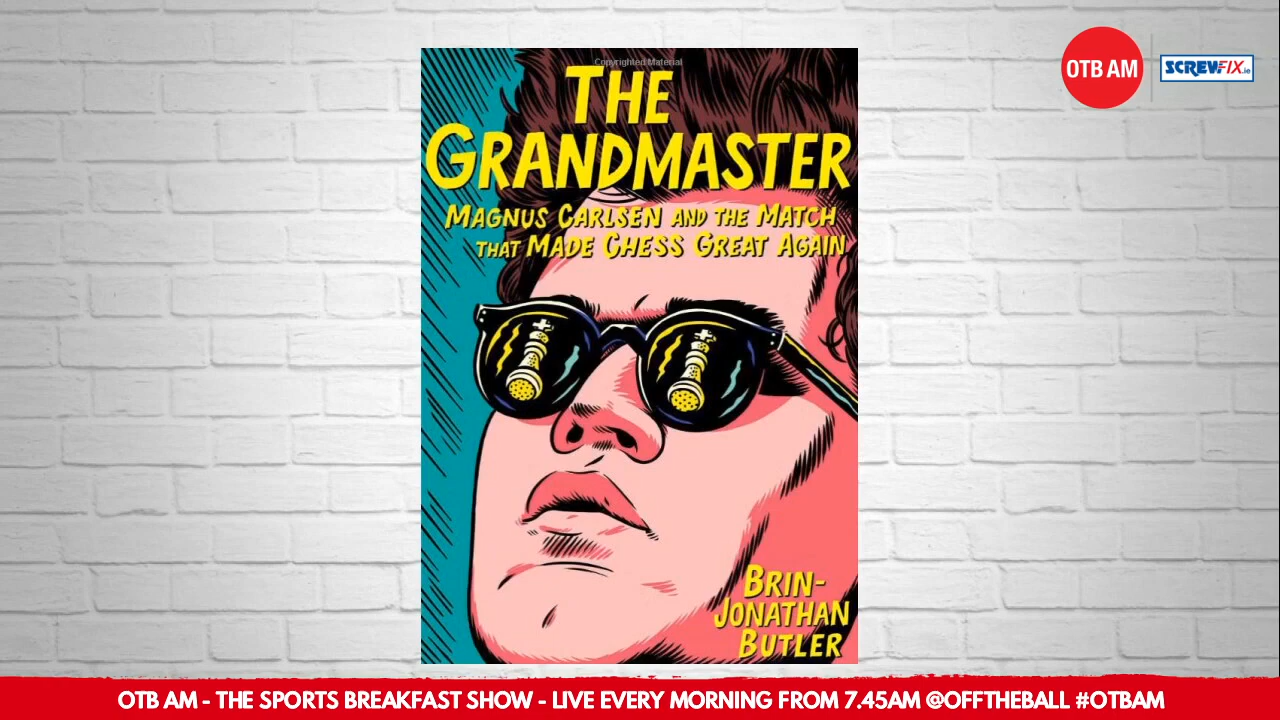 OTB AM
SCREWFIX.ie
Copyrighted Material
THE
GRANDMASTER
MAGNUS CARLSEN AND THE MATCH
THAT MADE CHESS GREAT AGAIN
BRIN-
JONATHAN
BUTLER
OTB AM - THE SPORTS BREAKFAST SHOW - LIVE EVERY MORNING FROM 7.45AM @OFFTHEBALL #OTBAM